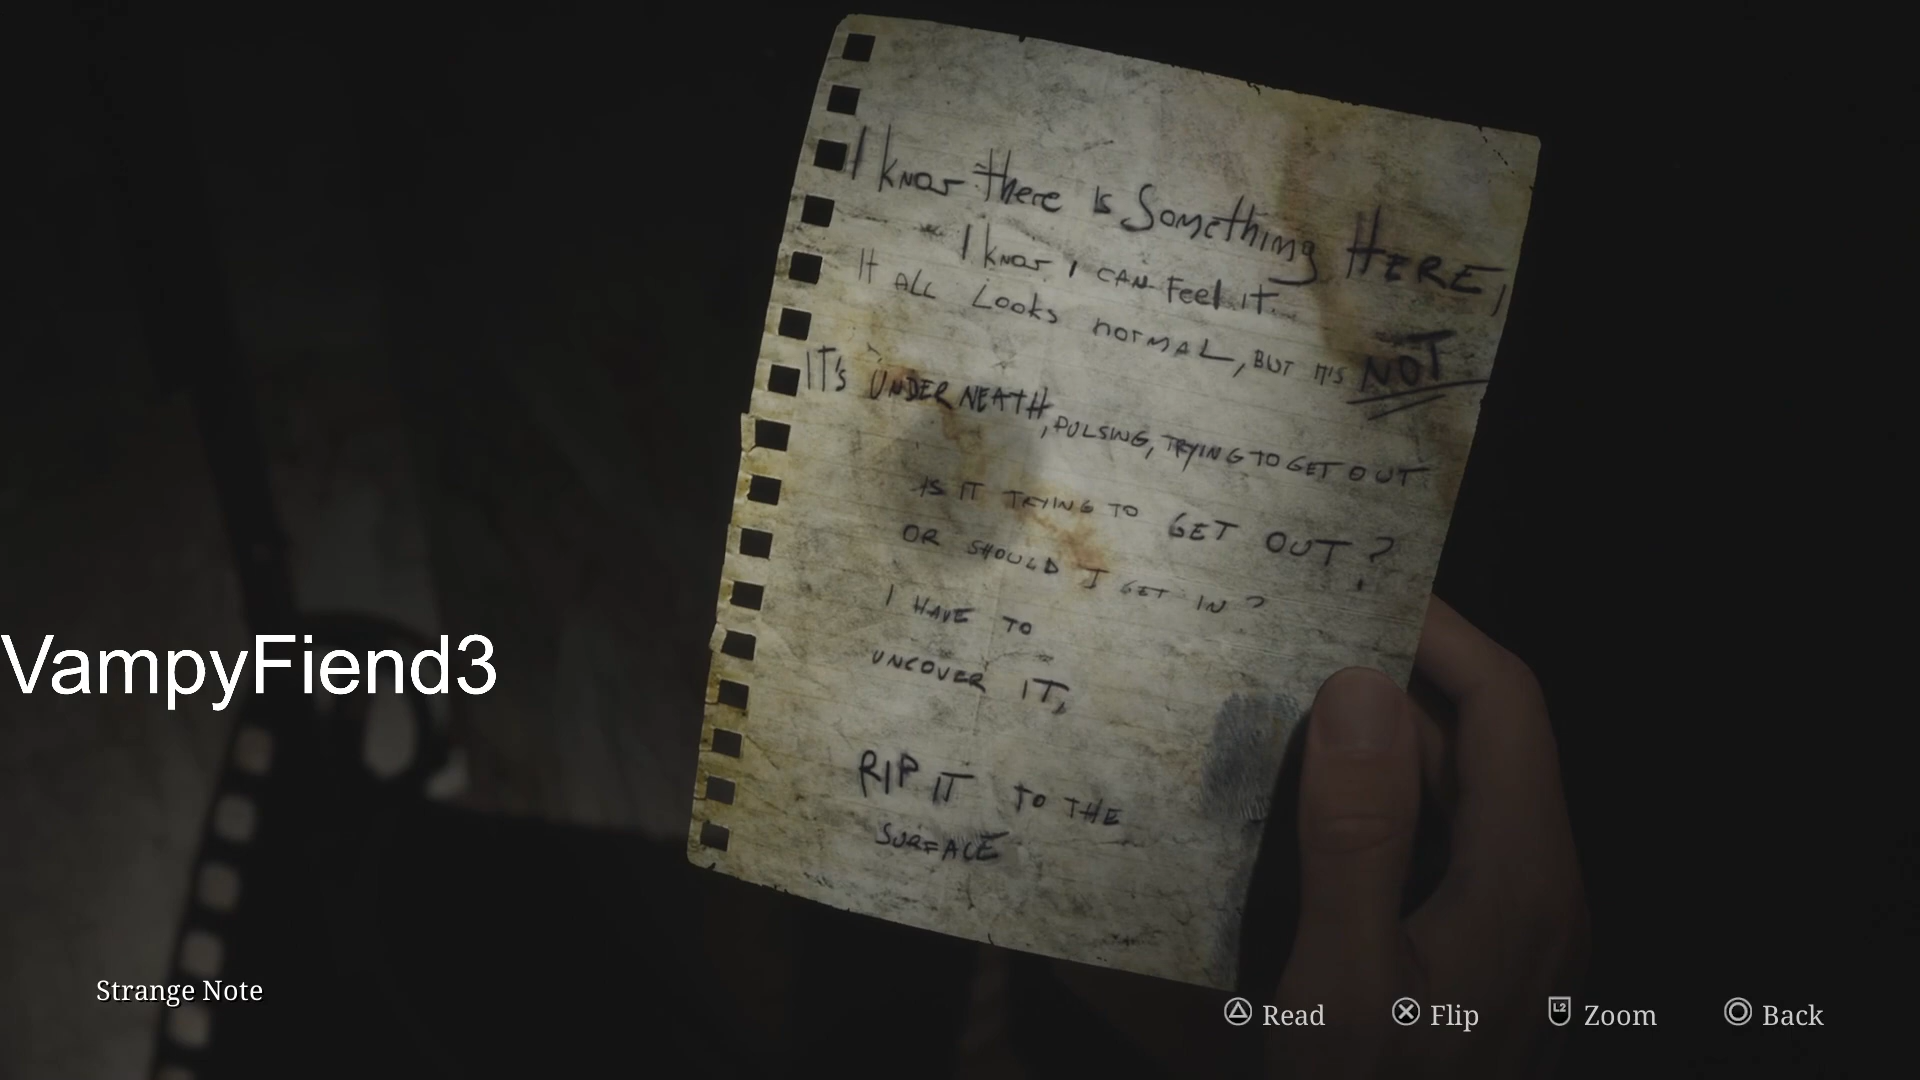 I know there is Something HERE,
I know I CAN Feel IT.
It ALL Looks normAL, BUT IT'S NOT
IT'S UNDERNEATH, PULSING, TRYING TO GET OUT
IS IT TRYING TO GET OUT?
OR SHOULD I GET IN?
I HAVE TO
UNCOVER IT,
RIP IT TO THE
SURFACE
VampyFiend3
Strange Note
Read Flip L2 Zoom Back